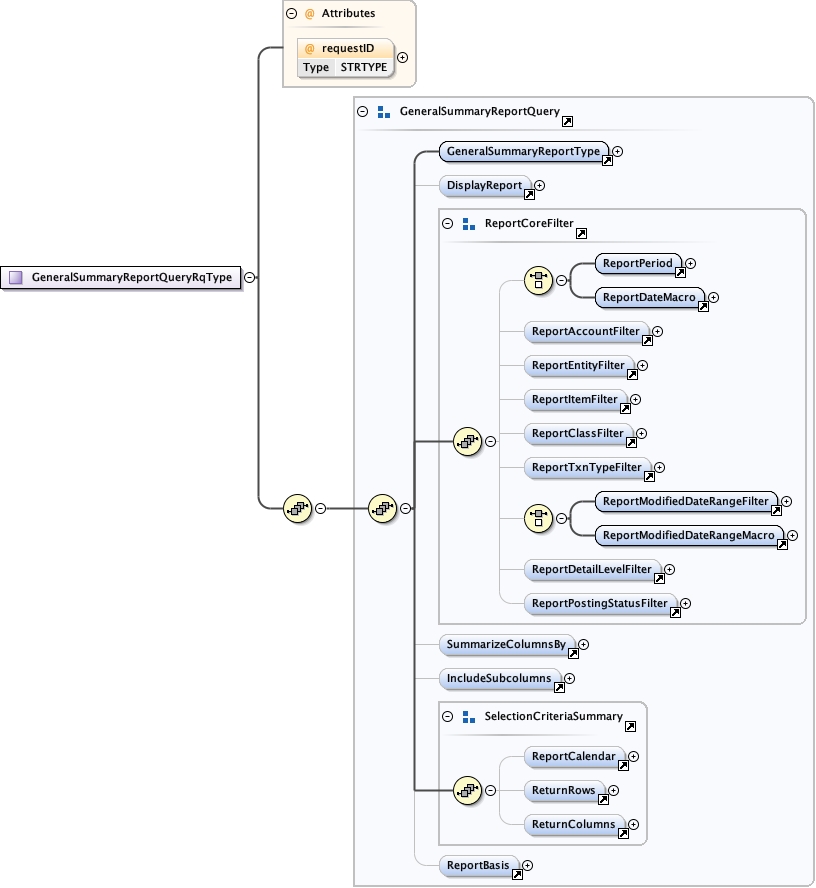 Attributes
@ requestID
Type STRTYPE
GeneralSummaryReportQuery
GeneralSummaryReportType
DisplayReport
ReportCoreFilter
ReportPeriod
GeneralSummaryReportQueryRqType
ReportDateMacro
ReportAccountFilter
ReportEntityFilter
ReportItemFilter
ReportClassFilter
ReportTxnTypeFilter
ReportModifiedDateRangeFilter
ReportModifiedDateRangeMacro
ReportDetailLevelFilter
ReportPostingStatusFilter
SummarizeColumnsBy
IncludeSubcolumns
SelectionCriteriaSummary
ReportCalendar
ReturnRows
ReturnColumns
ReportBasis